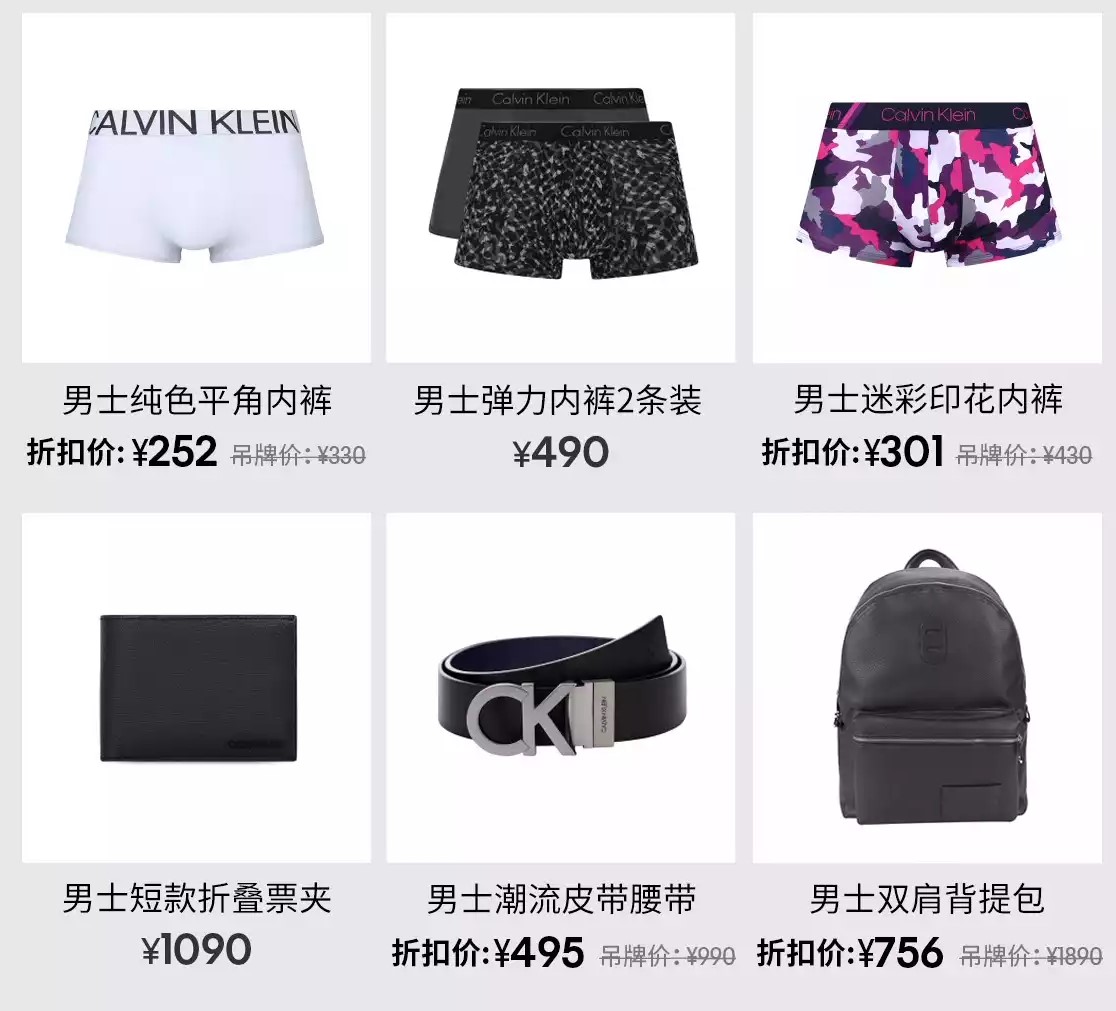 CALVIN KLEIN
Calvin Klein
Calvin Klein
Calvin Klein
男士纯色平角内裤
折扣价:¥252 吊牌价:¥330
男士弹力内裤2条装
¥490
男士迷彩印花内裤
折扣价:¥301 吊牌价:¥430
CK
CALVIN KLEIN
男士短款折叠票夹
¥1090
男士潮流皮带腰带
折扣价:¥495 吊牌价:¥990
男士双肩背提包
折扣价:¥756 吊牌价:¥1890